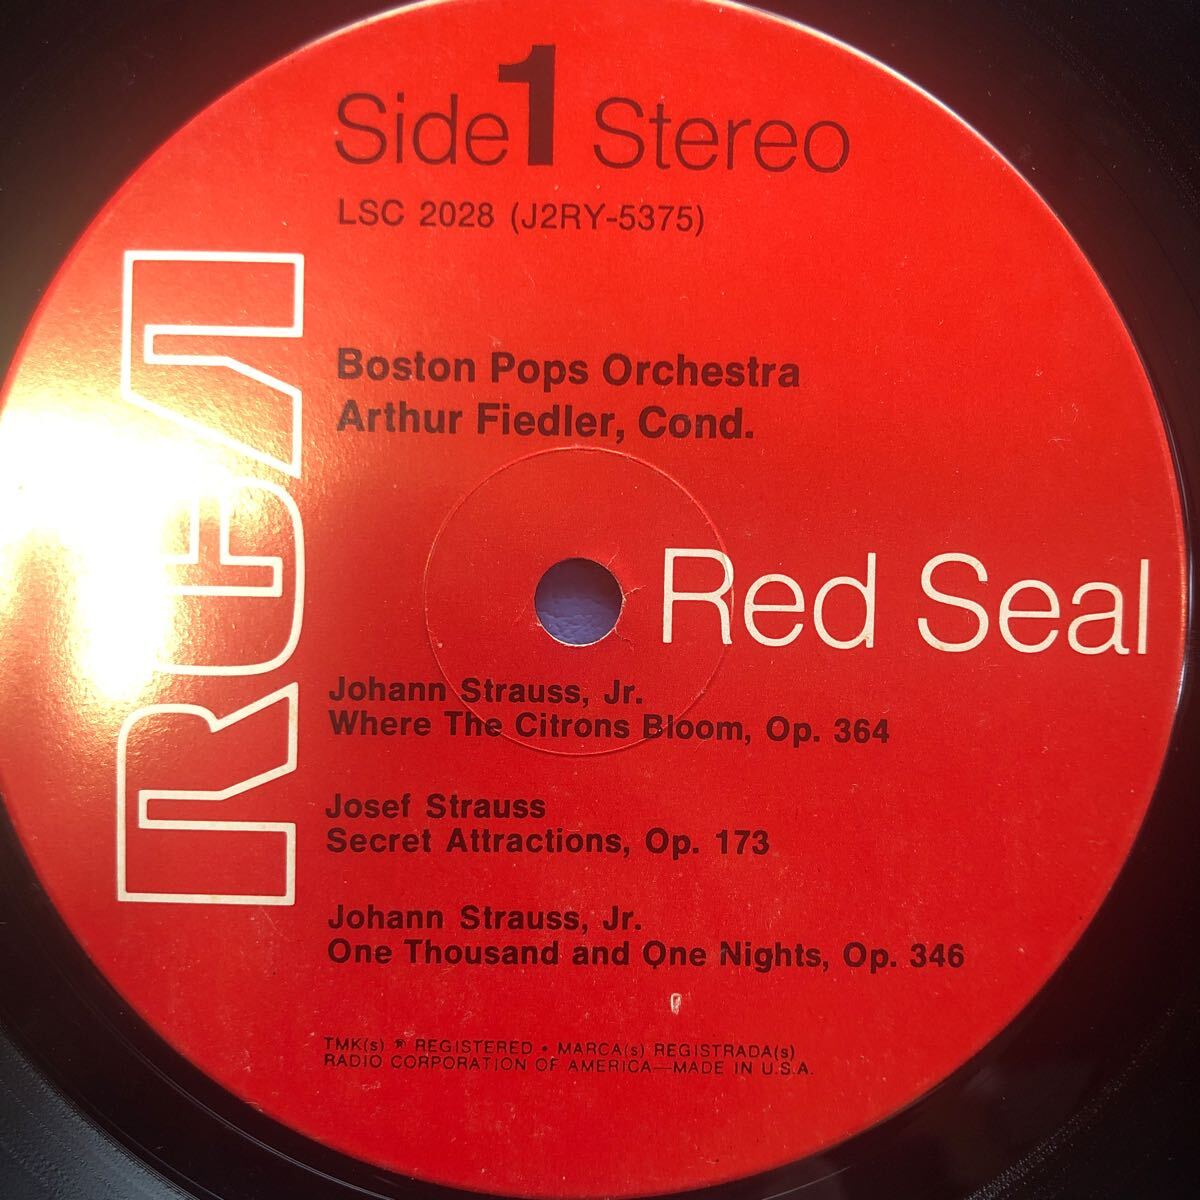 Side 1 Stereo
LSC 2028 (J2RY-5375)
RCA
Boston Pops Orchestra
Arthur Fiedler, Cond.
Red Seal
Johann Strauss, Jr.
Where The Citrons Bloom, Op. 364
Josef Strauss
Secret Attractions, Op. 173
Johann Strauss, Jr.
One Thousand and One Nights, Op. 346
TMK(s) ® REGISTERED • MARCA(s) REGISTRADA(s)
RADIO CORPORATION OF AMERICA—MADE IN U.S.A.